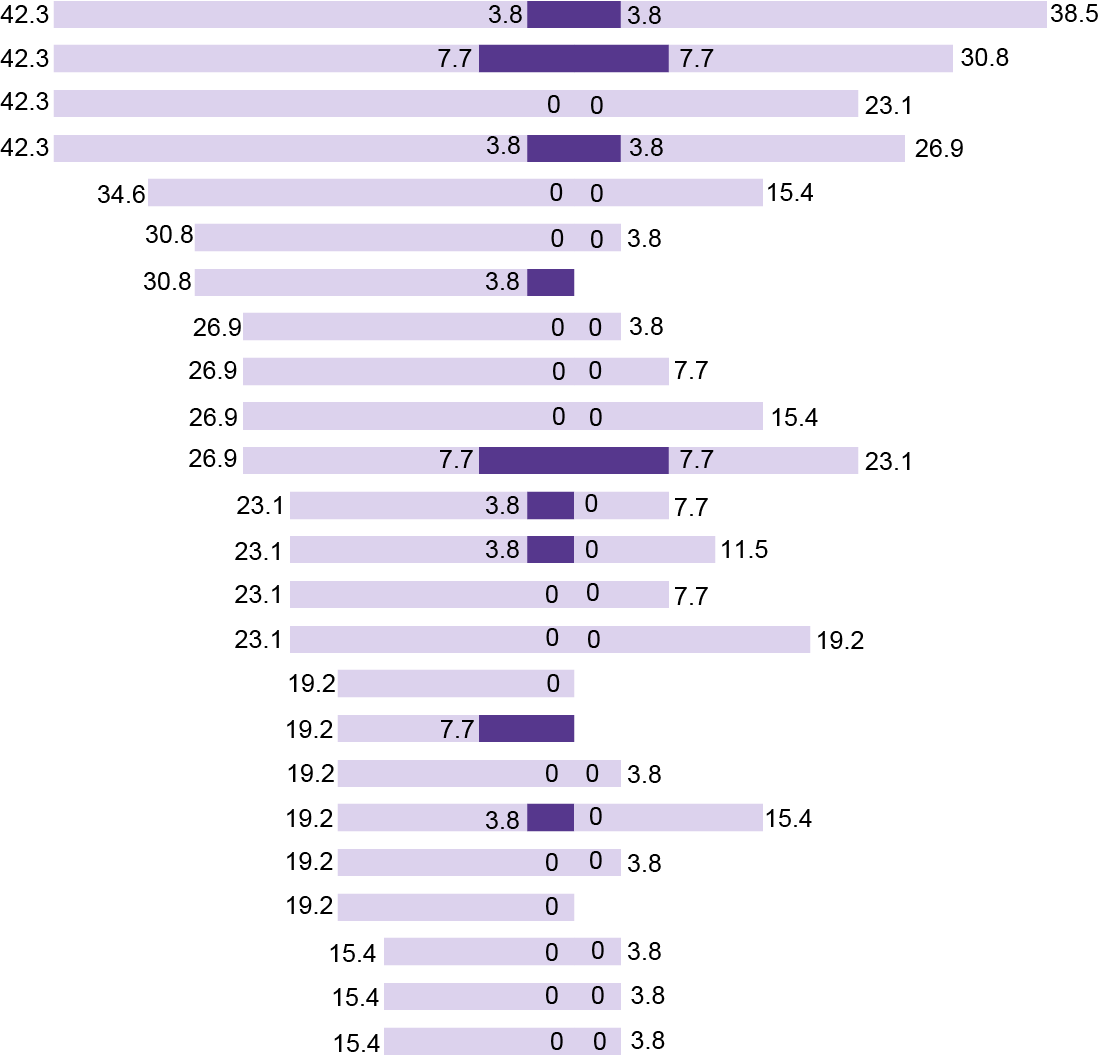 42.3 3.8 3.8 38.5
42.3 7.7 7.7 30.8
42.3 0 0 23.1
42.3 3.8 3.8 26.9
34.6 0 0 15.4
30.8 0 0 3.8
30.8 3.8
26.9 0 0 3.8
26.9 0 0 7.7
26.9 0 0 15.4
26.9 7.7 7.7 23.1
23.1 3.8 0 7.7
23.1 3.8 0 11.5
23.1 0 0 7.7
23.1 0 0 19.2
19.2 0
19.2 7.7
19.2 0 0 3.8
19.2 3.8 0 15.4
19.2 0 0 3.8
19.2 0
15.4 0 0 3.8
15.4 0 0 3.8
15.4 0 0 3.8